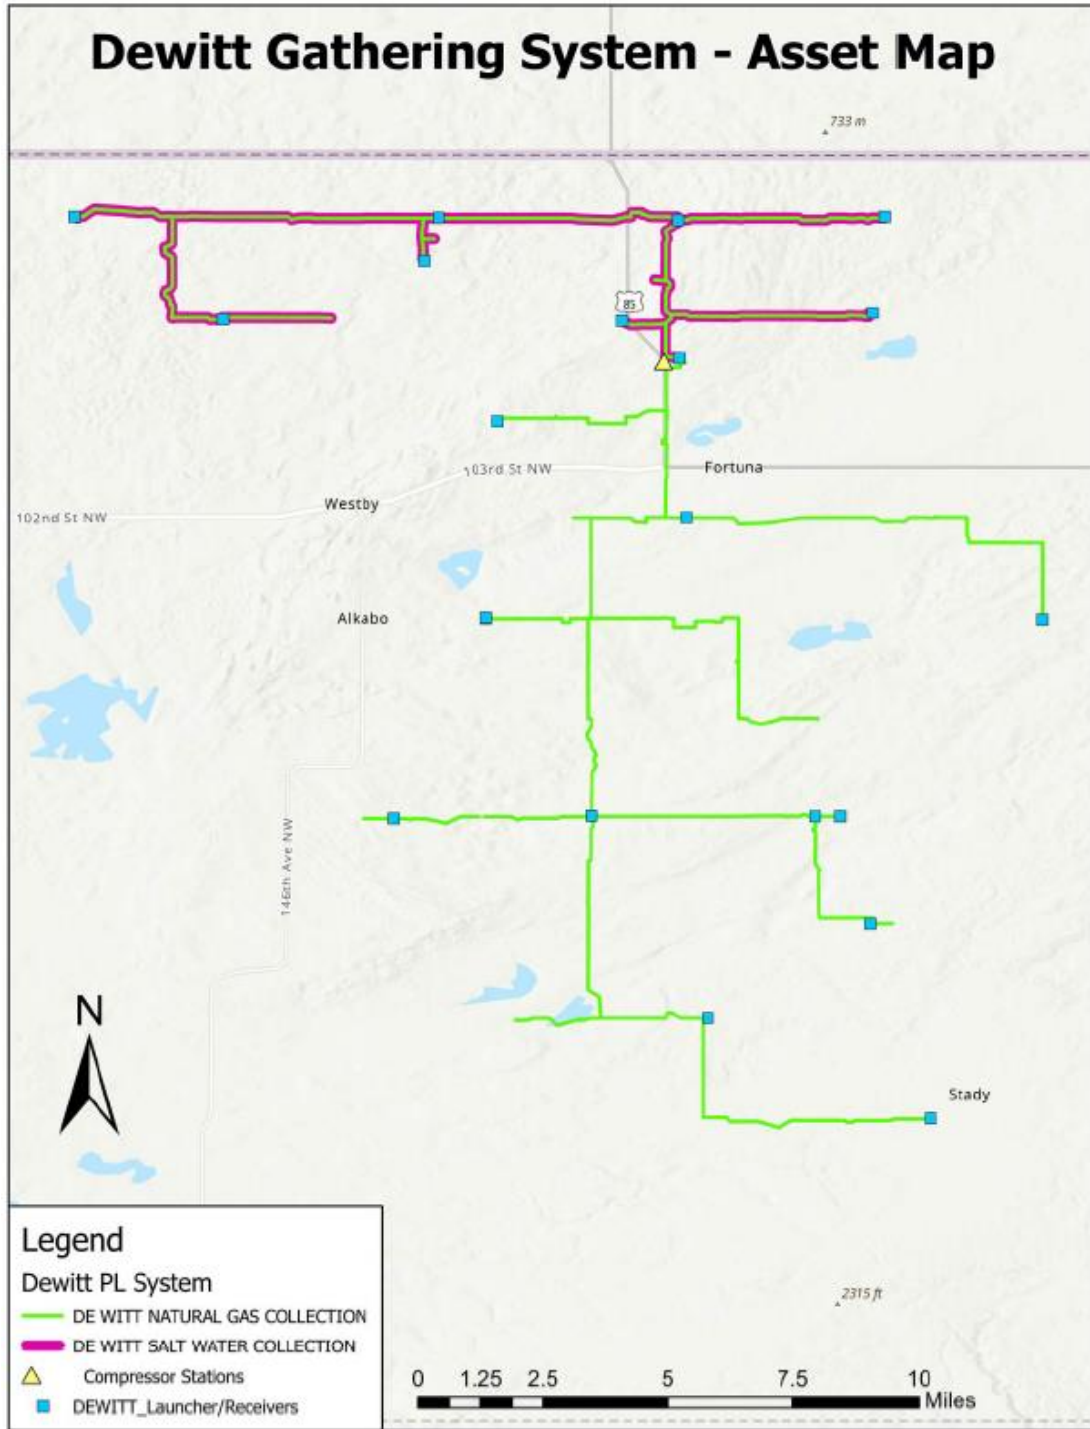 Dewitt Gathering System - Asset Map
733 m
85
103rd St NW
Fortuna
Westby
102nd St NW
Alkabo
146th Ave NW
N
Stady
2315 ft
Legend
Dewitt PL System
DE WITT NATURAL GAS COLLECTION
DE WITT SALT WATER COLLECTION
Compressor Stations
DEWITT_Launcher/Receivers
0 1.25 2.5 5 7.5 10
Miles